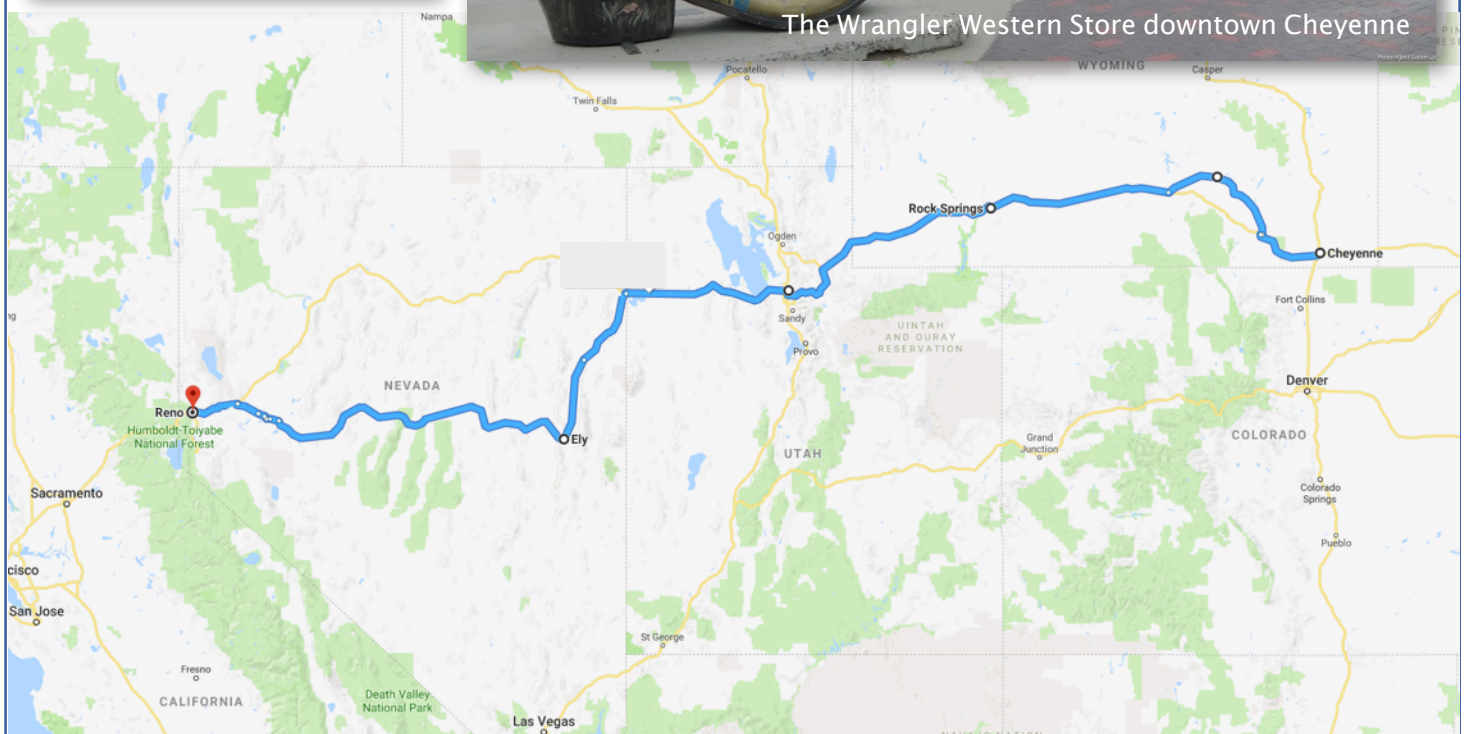 Nampa
The Wrangler Western Store downtown Cheyenne
Pocatello
WYOMING
Casper
Twin Falls
Rock Springs
Ogden
Cheyenne
Fort Collins
Sandy
UINTAH
AND OURAY
RESERVATION
Provo
NEVADA
Denver
Reno
Humboldt-Toiyabe
National Forest
Ely
COLORADO
Grand
Junction
UTAH
Sacramento
Colorado
Springs
Pueblo
cisco
San Jose
St George
Fresno
CALIFORNIA
Death Valley
National Park
Las Vegas